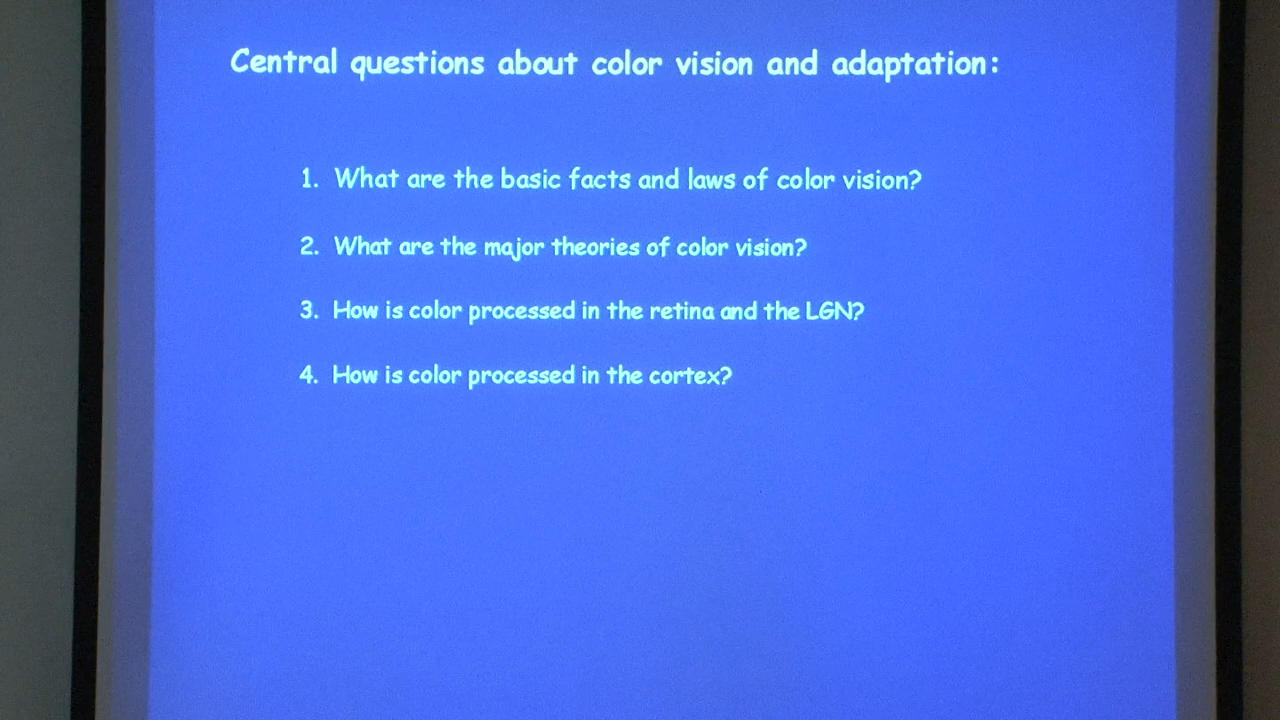 Central questions about color vision and adaptation:
1. What are the basic facts and laws of color vision?
2. What are the major theories of color vision?
3. How is color processed in the retina and the LGN?
4. How is color processed in the cortex?